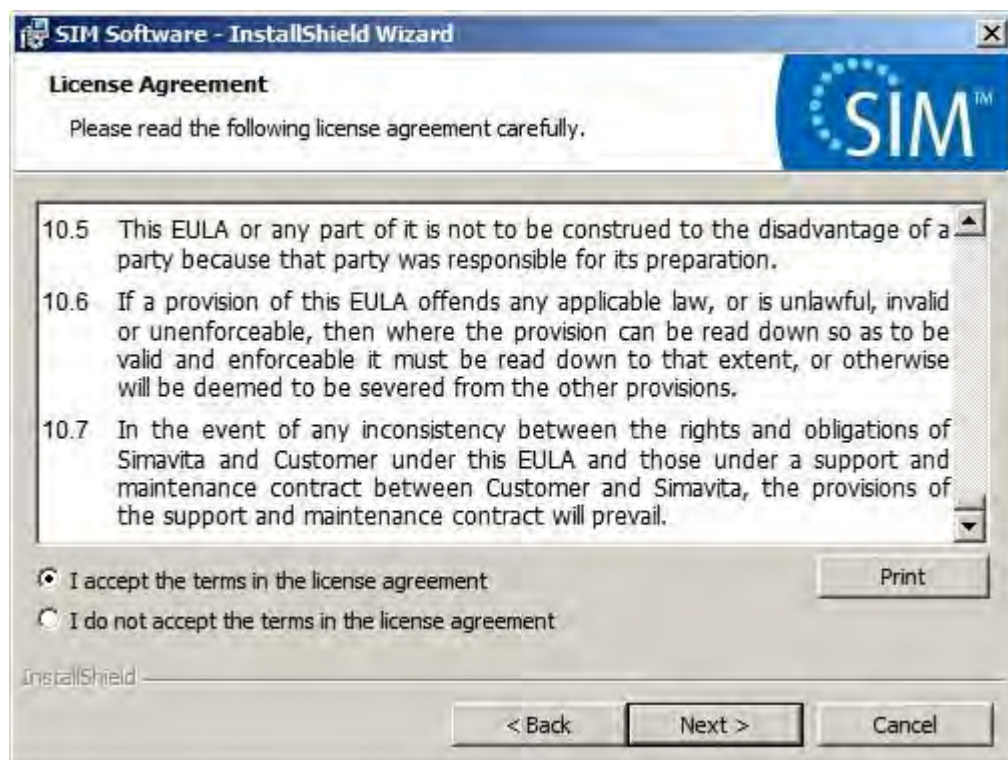 SIM Software - InstallShield Wizard
License Agreement
Please read the following license agreement carefully.
SIM™
10.5 This EULA or any part of it is not to be construed to the disadvantage of a
party because that party was responsible for its preparation.
10.6 If a provision of this EULA offends any applicable law, or is unlawful, invalid
or unenforceable, then where the provision can be read down so as to be
valid and enforceable it must be read down to that extent, or otherwise
will be deemed to be severed from the other provisions.
10.7 In the event of any inconsistency between the rights and obligations of
Simavita and Customer under this EULA and those under a support and
maintenance contract between Customer and Simavita, the provisions of
the support and maintenance contract will prevail.
I accept the terms in the license agreement
Print
I do not accept the terms in the license agreement
InstallShield
< Back
Next >
Cancel